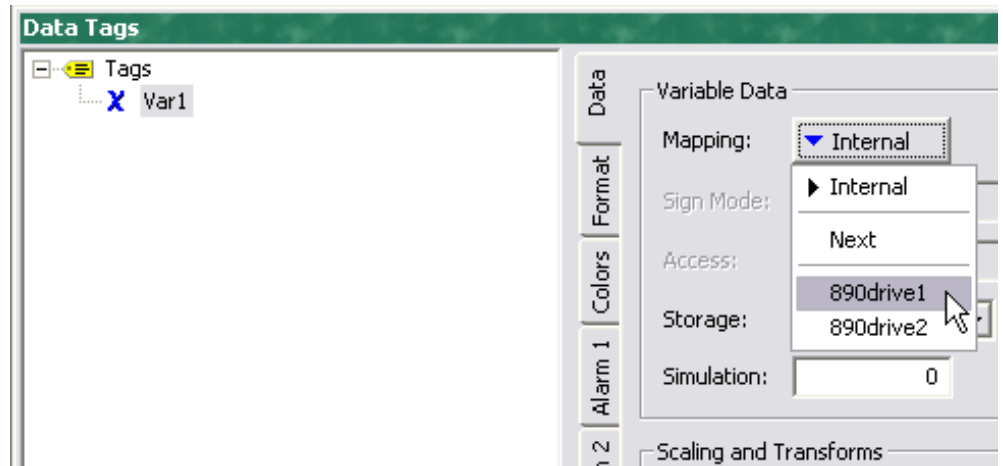 Data Tags
Tags
Var1
Data
Format
Colors
Alarm 1
Variable Data
Mapping:
Internal
Internal
Next
890drive1
890drive2
Sign Mode:
Access:
Storage:
Simulation:
0
Scaling and Transforms